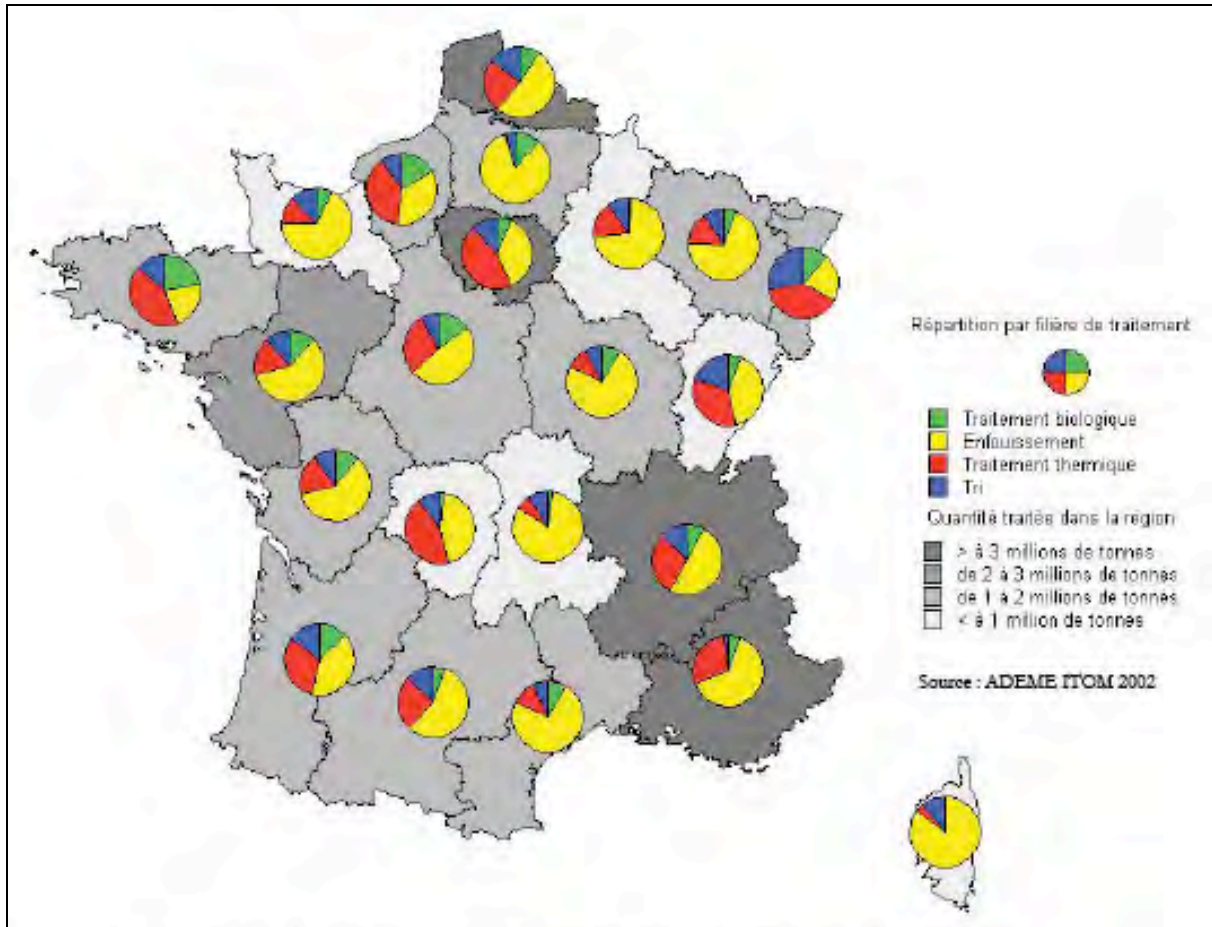 Répartition par filière de traitement
Traitement biologique
Enfouissement
Traitement thermique
Tri
Quantité traitée dans la région
> à 3 millions de tonnes
de 2 à 3 millions de tonnes
de 1 à 2 millions de tonnes
< à 1 million de tonnes
Source : ADEME ITOM 2002